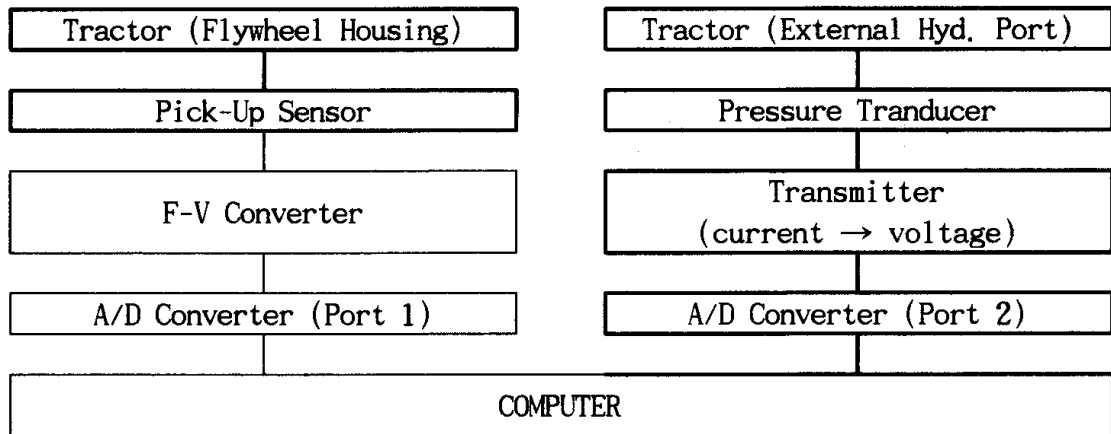 Tractor (Flywheel Housing)
Pick-Up Sensor
F-V Converter
A/D Converter (Port 1)
Tractor (External Hyd. Port)
Pressure Tranducer
Transmitter
(current → voltage)
A/D Converter (Port 2)
COMPUTER